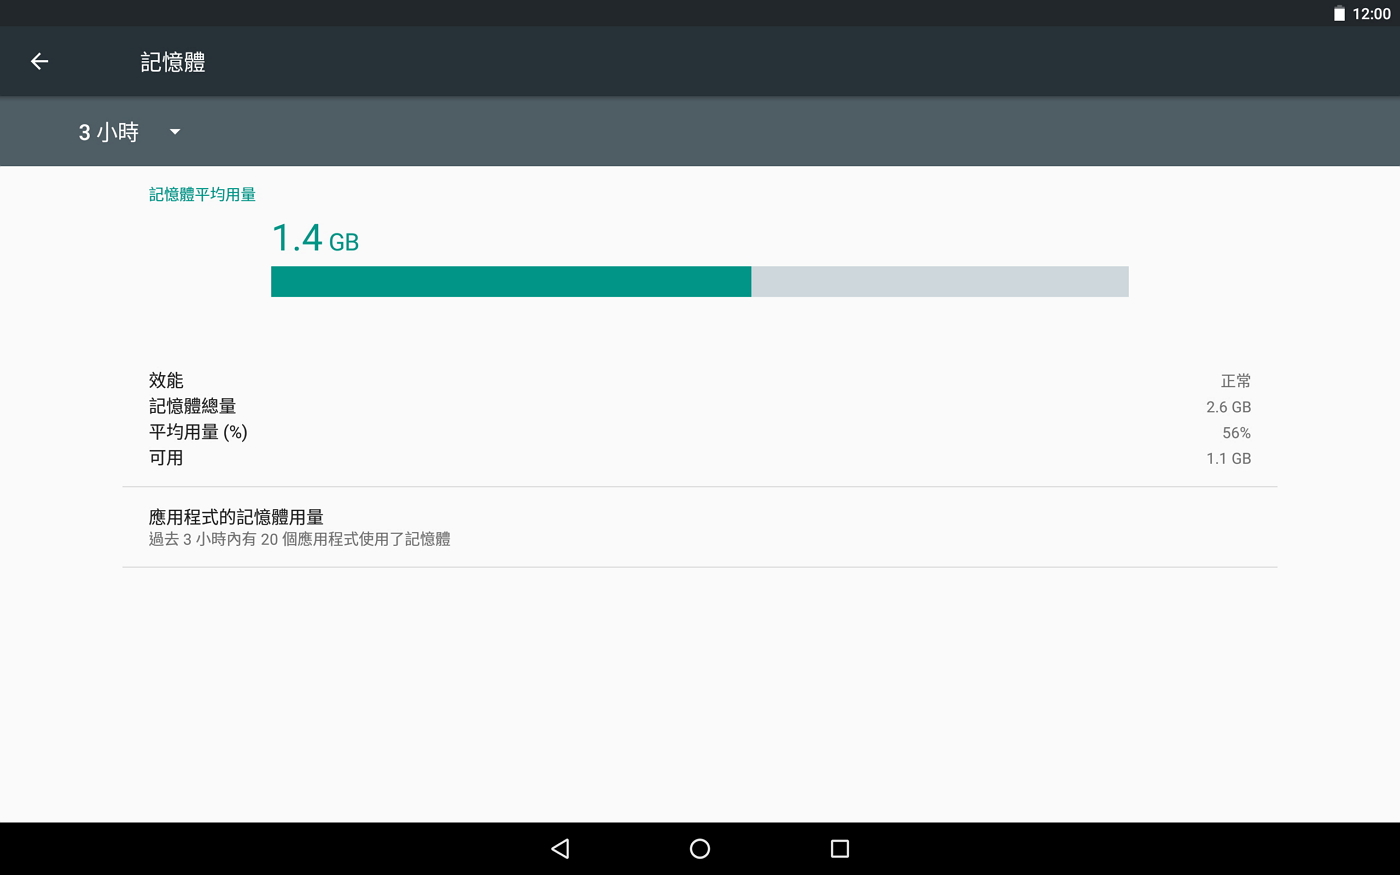 12:00
記憶體
3 小時
記憶體平均用量
1.4 GB
效能 正常
記憶體總量 2.6 GB
平均用量 (%) 56%
可用 1.1 GB
應用程式的記憶體用量
過去 3 小時內有 20 個應用程式使用了記憶體